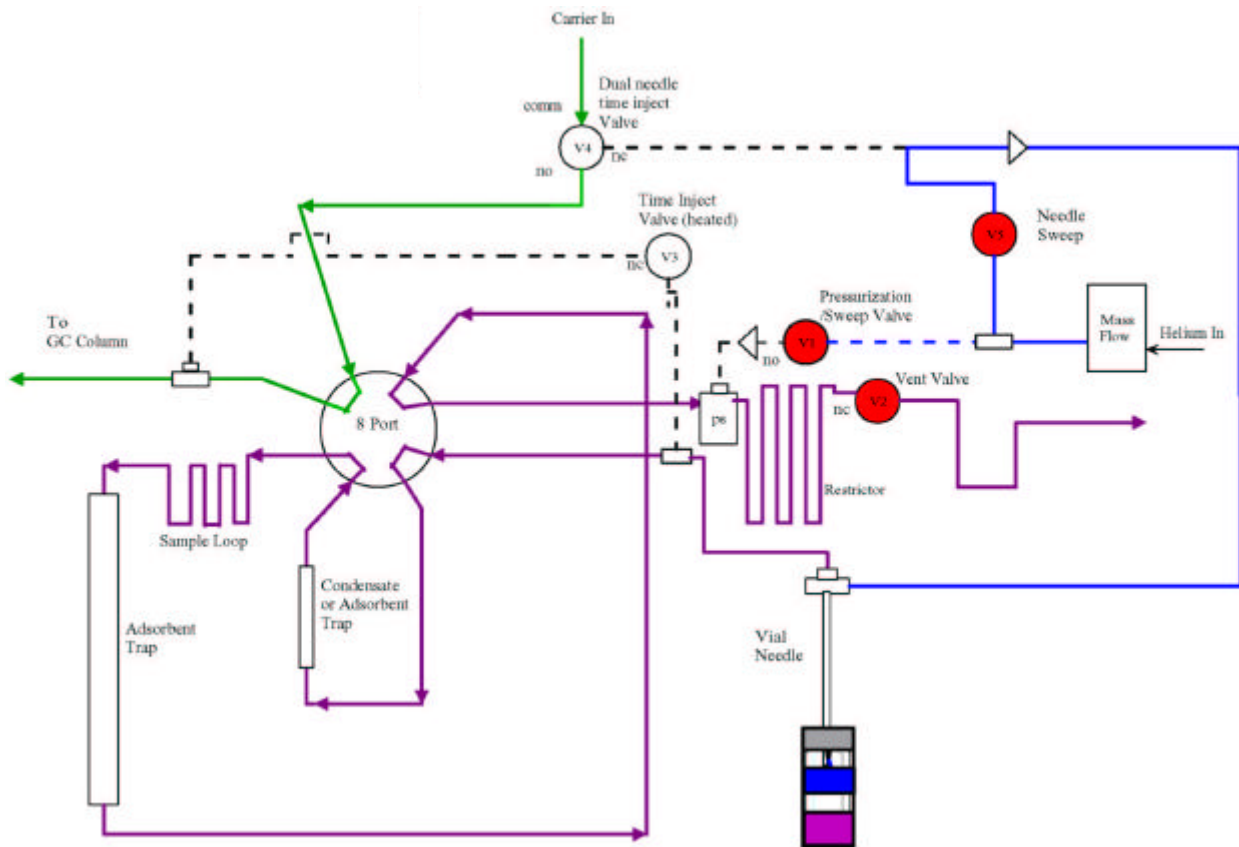 Carrier In
Dual needle
time inject
Valve
comm
V4
nc
no
Time Inject
Valve (heated)
V3
nc
V5
Needle
Sweep
Pressurization
/Sweep Valve
V1
no
Mass
Flow
Helium In
To
GC Column
8 Port
ps
Vent Valve
V2
nc
Restrictor
Sample Loop
Condensate
or Adsorbent
Trap
Adsorbent
Trap
Vial
Needle